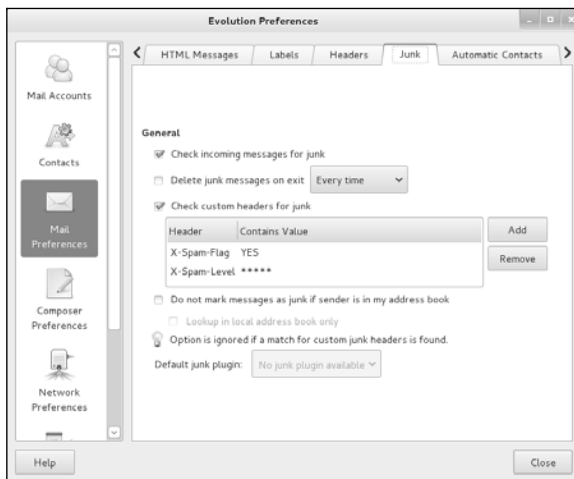 Evolution Preferences
HTML Messages Labels Headers Junk Automatic Contacts
Mail Accounts
Contacts
Mail
Preferences
Composer
Preferences
Network
Preferences
General
Check incoming messages for junk
Delete junk messages on exit Every time
Check custom headers for junk
Header Contains Value
X-Spam-Flag YES
X-Spam-Level *****
Add
Remove
Do not mark messages as junk if sender is in my address book
Lookup in local address book only
Option is ignored if a match for custom junk headers is found.
Default junk plugin: No junk plugin available
Help Close